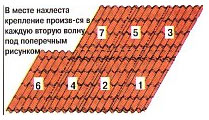 В месте нахлеста
крепление произв-ся в
каждую вторую волну
под поперечным
рисунком
7 5 3
6 4 2 1